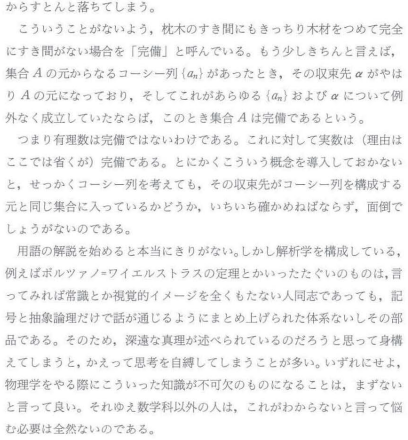 からすとんと落ちてしまう。
こういうことがないよう，枕木のすき間にもきっちり木材をつめて完全
にすき間がない場合を「完備」と呼んでいる。もう少しきちんと言えば，
集合 A の元からなるコーシー列 {aₙ} があったとき，その収束先 α がやは
り A の元になっており，そしてこれがあらゆる {aₙ} および α について例
外なく成立していたならば，このとき集合 A は完備であるという。
つまり有理数は完備ではないわけである。これに対して実数は（理由は
ここでは省くが）完備である。とにかくこういう概念を導入しておかない
と，せっかくコーシー列を考えても，その収束先がコーシー列を構成する
元と同じ集合に入っているかどうか，いちいち確かめねばならず，面倒で
しょうがないのである。
用語の解説を始めると本当にきりがない。しかし解析学を構成している，
例えばボルツァノ=ワイエルシュトラスの定理とかいったたぐいのものは，言
ってみれば常識とか視覚的イメージを全くもたない人同志であっても，記
号と抽象論理だけで話が通じるようにまとめ上げられた体系ないしその部
品である。そのため，深遠な真理が述べられているのだろうと思って身構
えてしまうと，かえって思考を自縛してしまうことが多い。いずれにせよ，
物理学をやる際にこういった知識が不可欠のものになることは，まずない
と言って良い。それゆえ数学科以外の人は，これがわからないと言って悩
む必要は全然ないのである。